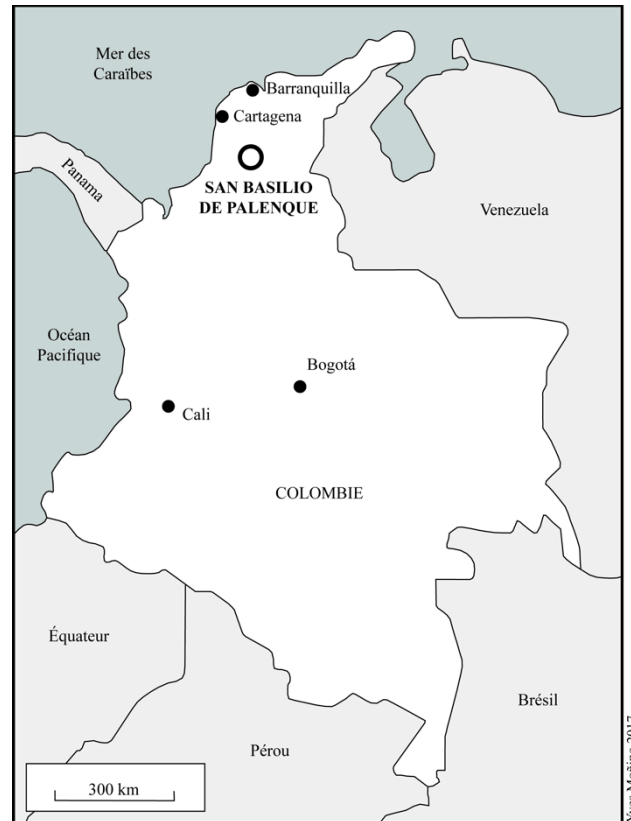 Mer des
Caraïbes
Barranquilla
Cartagena
Panama
SAN BASILIO
DE PALENQUE
Venezuela
Océan
Pacifique
Bogotá
Cali
COLOMBIE
Équateur
Brésil
Pérou
300 km
2017